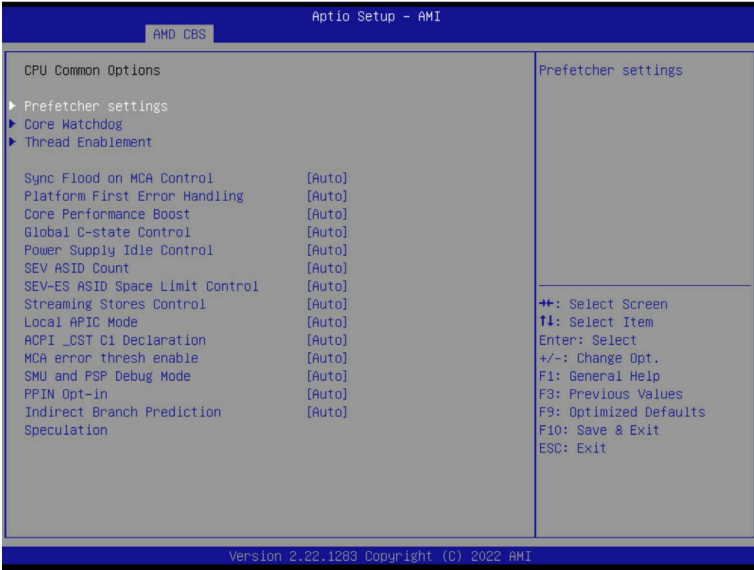 Aptio Setup - AMI
AMD CBS
CPU Common Options
Prefetcher settings
Core Watchdog
Thread Enablement
Sync Flood on MCA Control [Auto]
Platform First Error Handling [Auto]
Core Performance Boost [Auto]
Global C-state Control [Auto]
Power Supply Idle Control [Auto]
SEV ASID Count [Auto]
SEV-ES ASID Space Limit Control [Auto]
Streaming Stores Control [Auto]
Local APIC Mode [Auto]
ACPI _CST C1 Declaration [Auto]
MCA error thresh enable [Auto]
SMU and PSP Debug Mode [Auto]
PPIN Opt-in [Auto]
Indirect Branch Prediction [Auto]
Speculation
Prefetcher settings
→←: Select Screen
↑↓: Select Item
Enter: Select
+/-: Change Opt.
F1: General Help
F3: Previous Values
F9: Optimized Defaults
F10: Save & Exit
ESC: Exit
Version 2.22.1283 Copyright (C) 2022 AMI